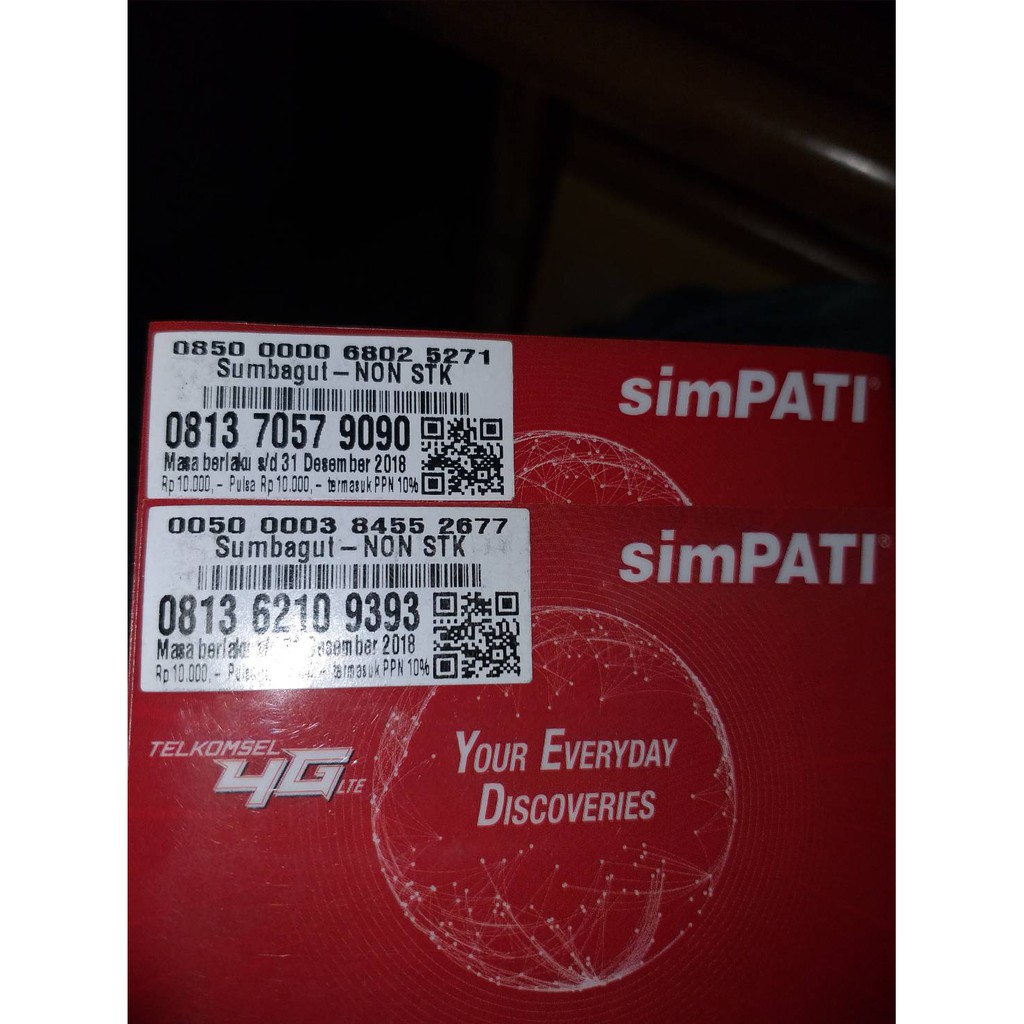 0850 0000 6802 5271
Sumbagut – NON STK
0813 7057 9090
Masa berlaku s/d 31 Desember 2018
Rp 10.000,- Pulsa Rp 10.000,- termasuk PPN 10%
simPATI®
0050 0003 8455 2677
Sumbagut – NON STK
0813 6210 9393
Masa berlaku Desember 2018
Rp 10.000,- termasuk PPN 10%
simPATI®
TELKOMSEL
4G LTE
YOUR EVERYDAY
DISCOVERIES